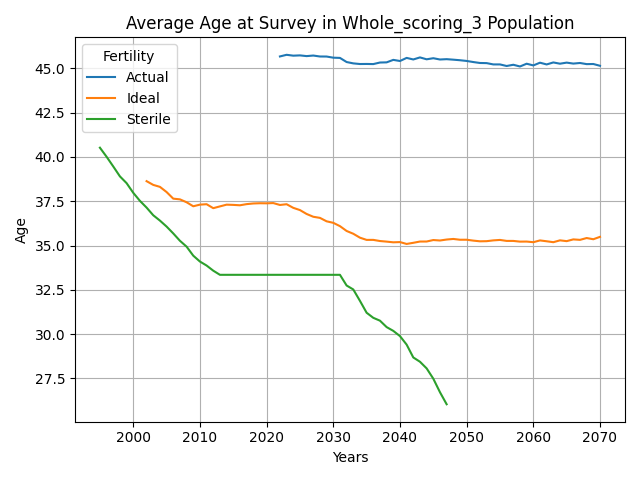 Average Age at Survey in Whole_scoring_3 Population
Fertility
Actual
Ideal
Sterile
45.0
42.5
40.0
37.5
35.0
32.5
30.0
27.5
Age
2000 2010 2020 2030 2040 2050 2060 2070
Years